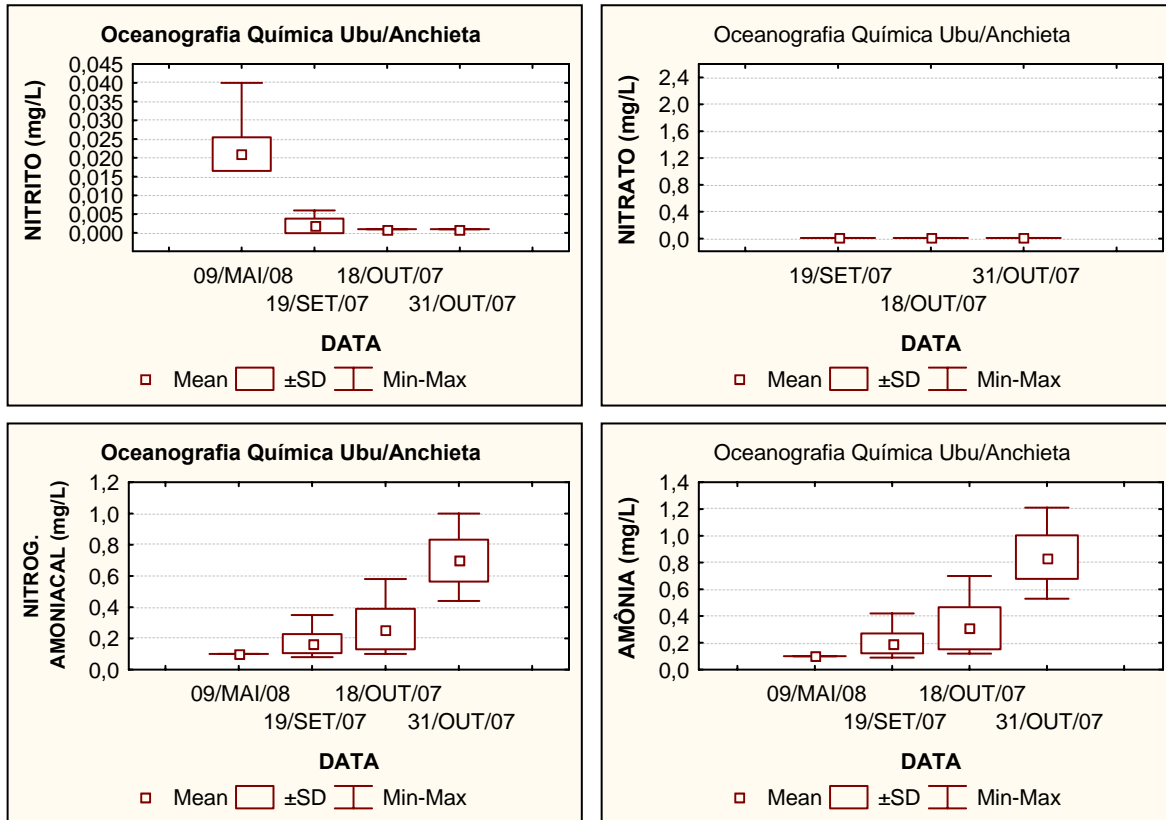 Oceanografia Química Ubu/Anchieta
NITRITO (mg/L)
0,045
0,040
0,035
0,030
0,025
0,020
0,015
0,010
0,005
0,000
09/MAI/08
18/OUT/07
19/SET/07
31/OUT/07
DATA
Mean ±SD Min-Max
Oceanografia Química Ubu/Anchieta
NITRATO (mg/L)
2,4
2,0
1,6
1,2
0,8
0,4
0,0
19/SET/07
31/OUT/07
18/OUT/07
DATA
Mean ±SD Min-Max
Oceanografia Química Ubu/Anchieta
NITROG.
AMONIACAL (mg/L)
1,2
1,0
0,8
0,6
0,4
0,2
0,0
09/MAI/08
18/OUT/07
19/SET/07
31/OUT/07
DATA
Mean ±SD Min-Max
Oceanografia Química Ubu/Anchieta
AMÔNIA (mg/L)
1,4
1,2
1,0
0,8
0,6
0,4
0,2
0,0
09/MAI/08
18/OUT/07
19/SET/07
31/OUT/07
DATA
Mean ±SD Min-Max